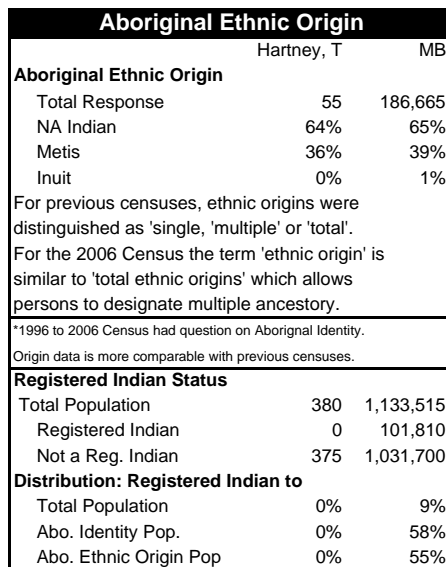 Aboriginal Ethnic Origin
Hartney, T MB
Aboriginal Ethnic Origin
Total Response 55 186,665
NA Indian 64% 65%
Metis 36% 39%
Inuit 0% 1%
For previous censuses, ethnic origins were
distinguished as 'single, 'multiple' or 'total'.
For the 2006 Census the term 'ethnic origin' is
similar to 'total ethnic origins' which allows
persons to designate multiple ancestory.
*1996 to 2006 Census had question on Aborignal Identity.
Origin data is more comparable with previous censuses.
Registered Indian Status
Total Population 380 1,133,515
Registered Indian 0 101,810
Not a Reg. Indian 375 1,031,700
Distribution: Registered Indian to
Total Population 0% 9%
Abo. Identity Pop. 0% 58%
Abo. Ethnic Origin Pop 0% 55%